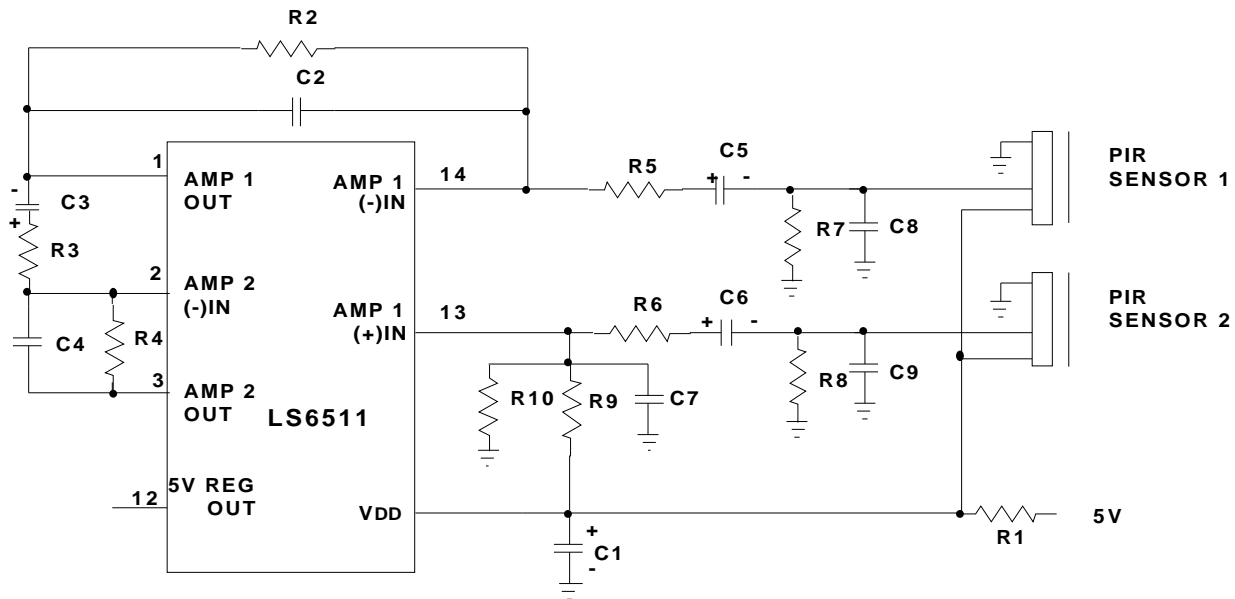 R2
C2
1
AMP 1
OUT
AMP 1
(-)IN
14
R5
C5
+
-
PIR
SENSOR 1
-
C3
+
R3
R7
C8
2
AMP 2
(-)IN
AMP 1
(+)IN
13
R6
C6
+
-
PIR
SENSOR 2
C4
R4
3
AMP 2
OUT
LS6511
R10
R9
C7
R8
C9
12
5V REG
OUT
VDD
R1
5V
+
C1
-